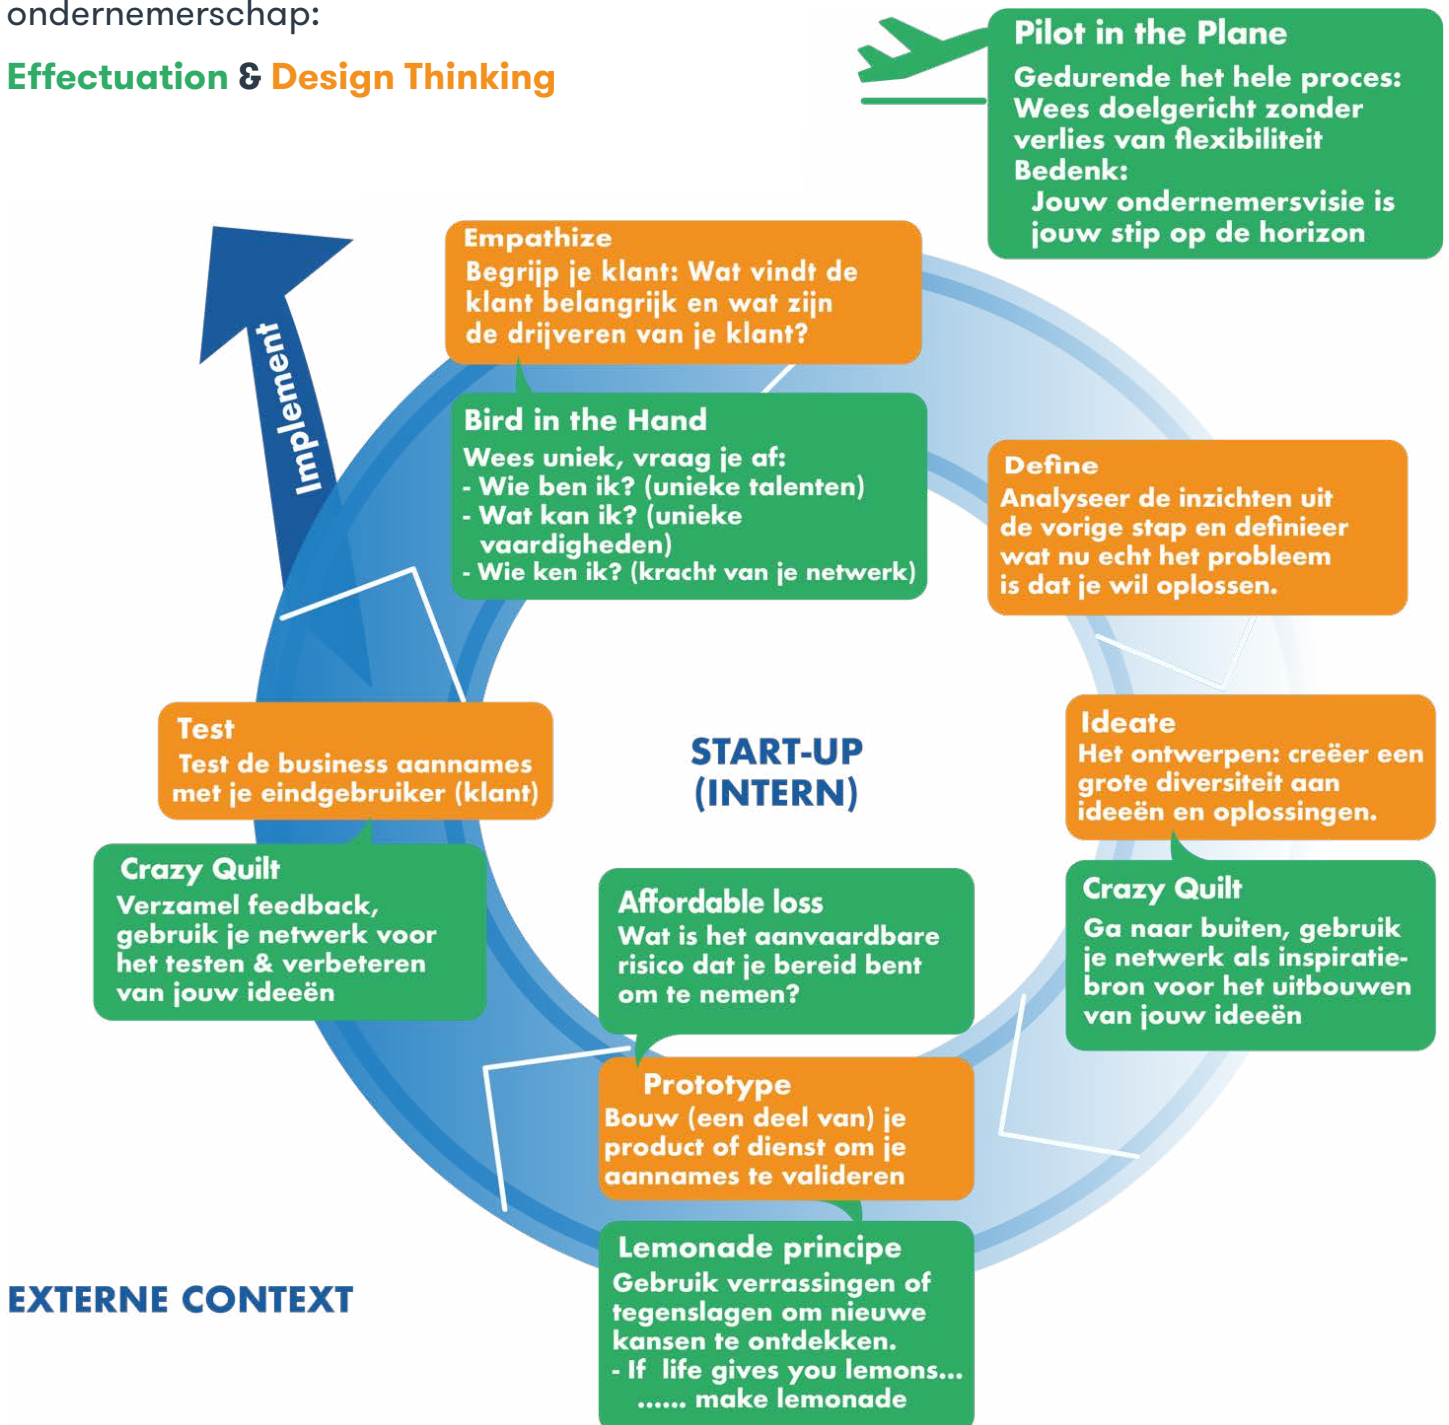 ondernemerschap:
Effectuation & Design Thinking
Pilot in the Plane
Gedurende het hele proces:
Wees doelgericht zonder
verlies van flexibiliteit
Bedenk:
Jouw ondernemersvisie is
jouw stip op de horizon
Implement
Empathize
Begrijp je klant: Wat vindt de
klant belangrijk en wat zijn
de drijveren van je klant?
Bird in the Hand
Wees uniek, vraag je af:
- Wie ben ik? (unieke talenten)
- Wat kan ik? (unieke
vaardigheden)
- Wie ken ik? (kracht van je netwerk)
Define
Analyseer de inzichten uit
de vorige stap en definieer
wat nu echt het probleem
is dat je wil oplossen.
Ideate
Het ontwerpen: creëer een
grote diversiteit aan
ideeën en oplossingen.
Crazy Quilt
Ga naar buiten, gebruik
je netwerk als inspiratie-
bron voor het uitbouwen
van jouw ideeën
START-UP
(INTERN)
Test
Test de business aannames
met je eindgebruiker (klant)
Crazy Quilt
Verzamel feedback,
gebruik je netwerk voor
het testen & verbeteren
van jouw ideeën
Affordable loss
Wat is het aanvaardbare
risico dat je bereid bent
om te nemen?
Prototype
Bouw (een deel van) je
product of dienst om je
aannames te valideren
Lemonade principe
Gebruik verrassingen of
tegenslagen om nieuwe
kansen te ontdekken.
- If life gives you lemons...
...... make lemonade
EXTERNE CONTEXT